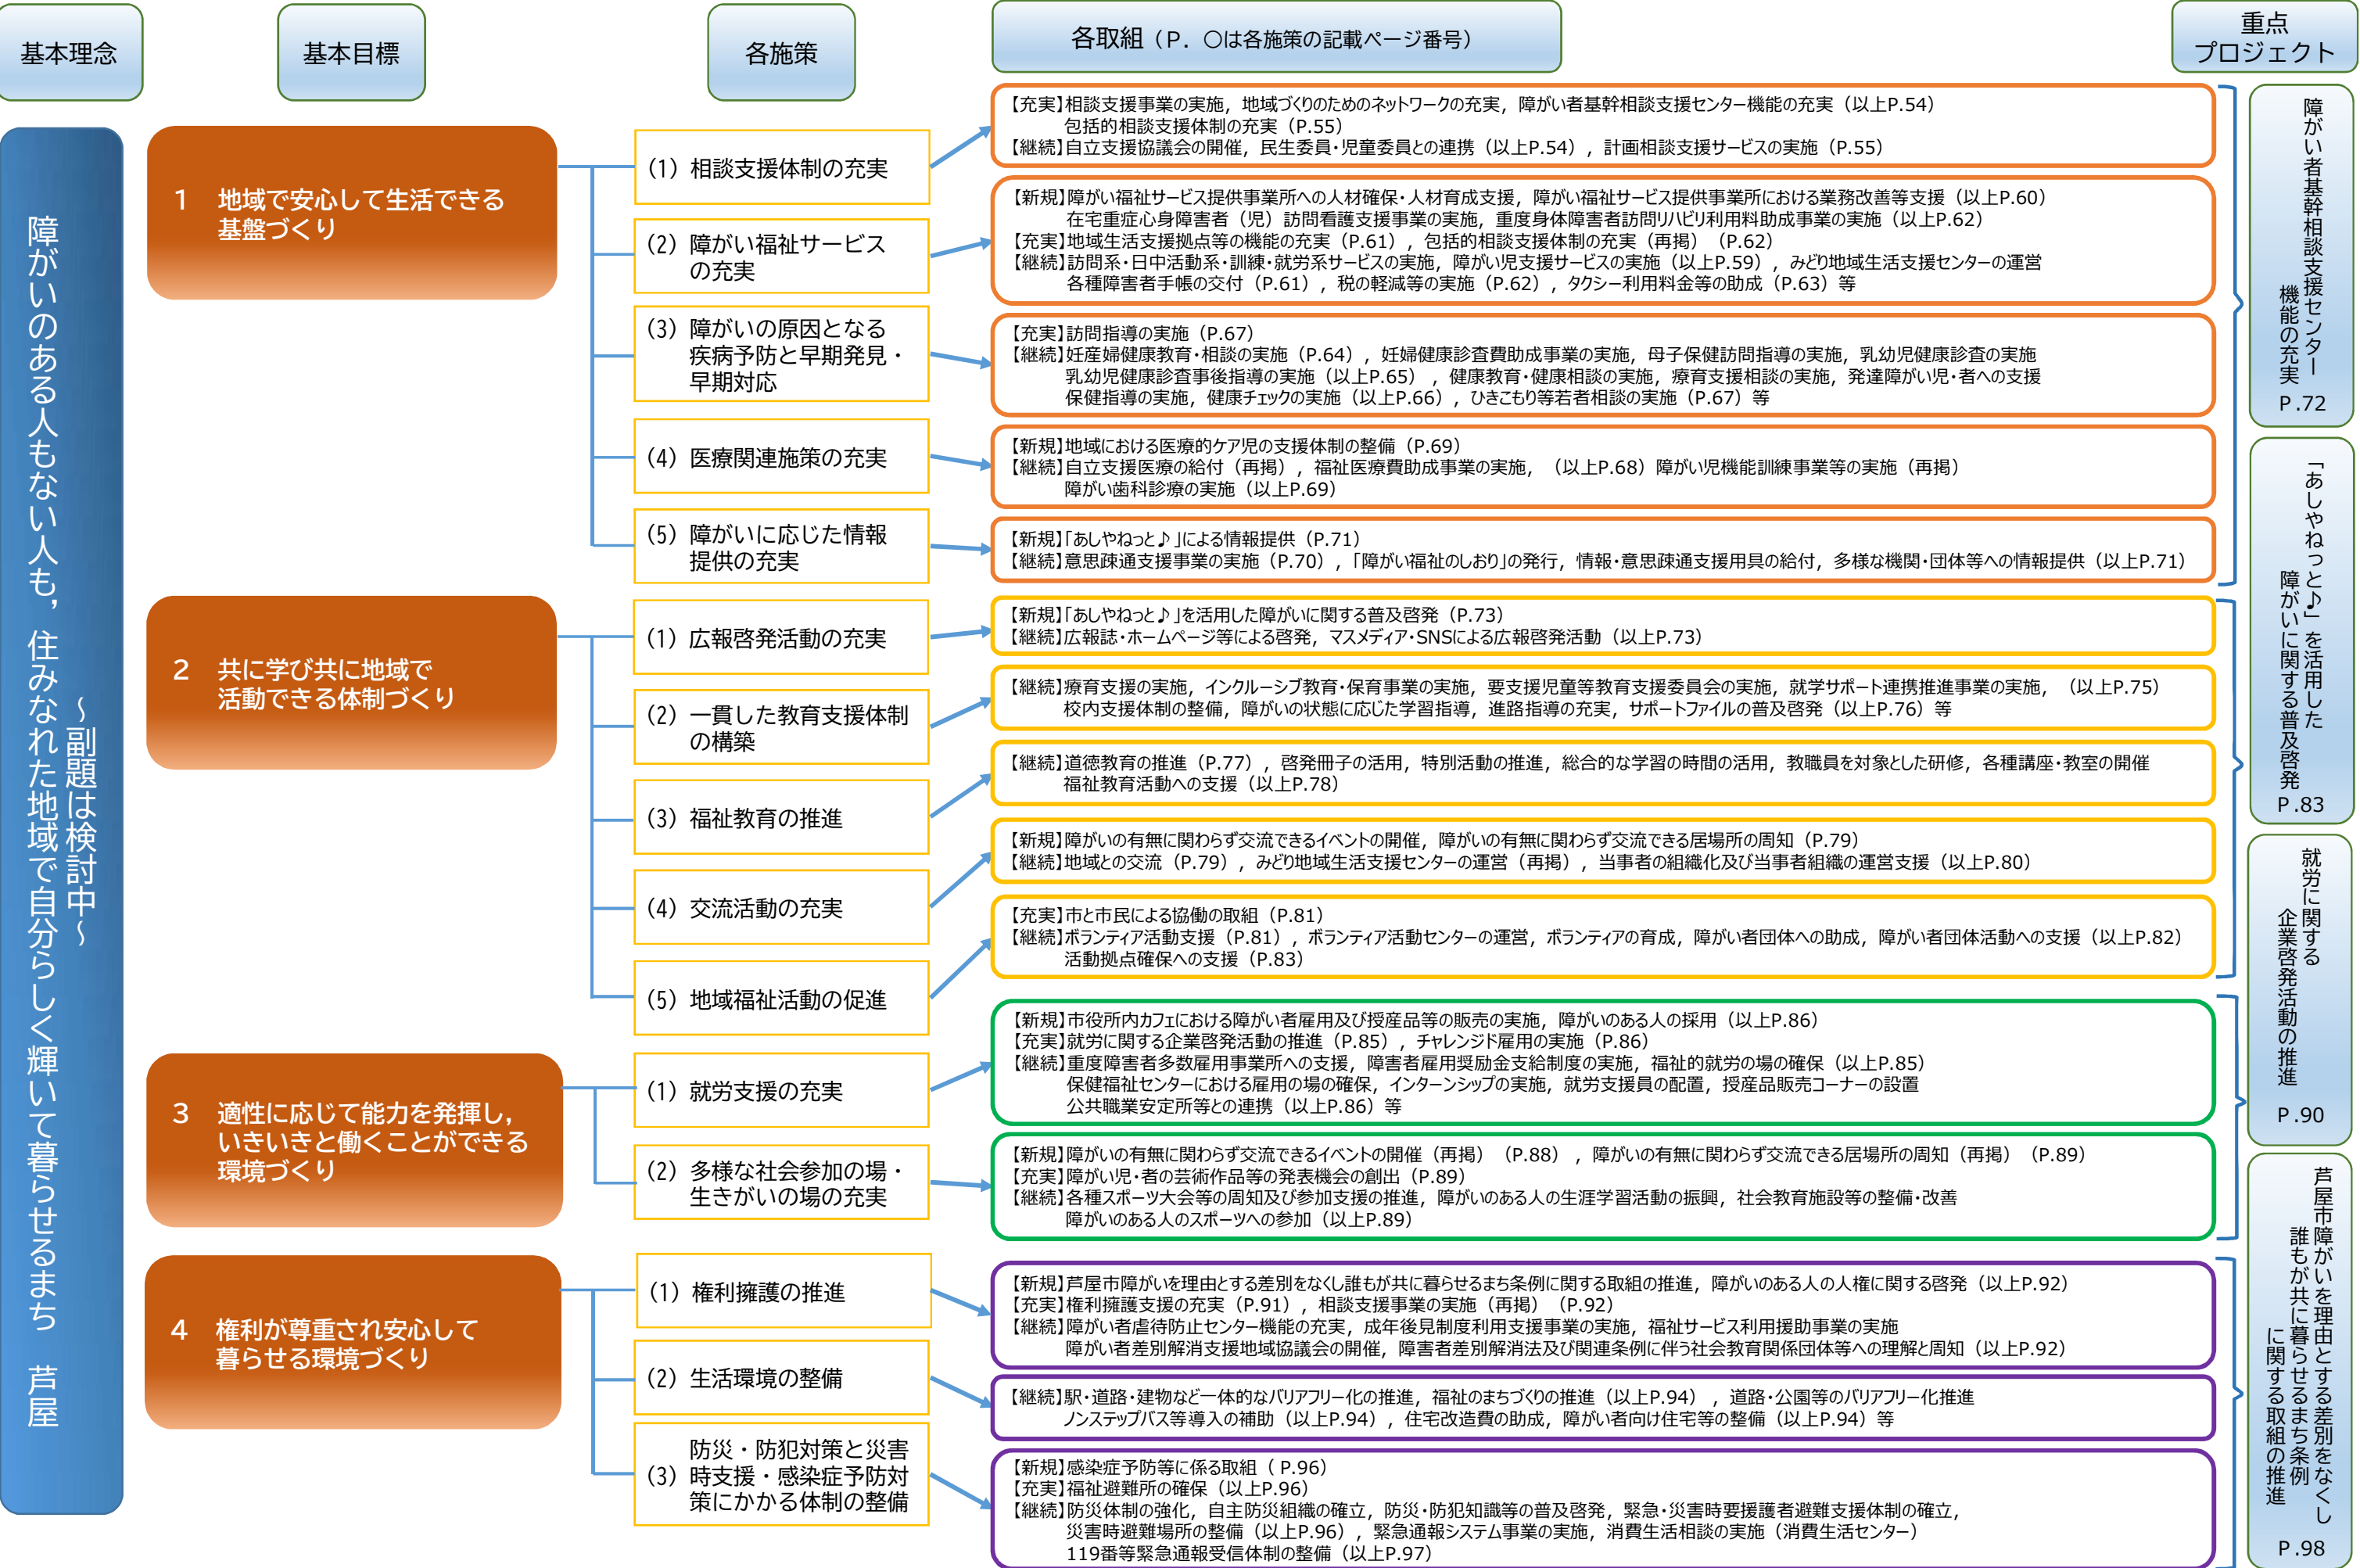 基本理念
基本目標
各施策
各取組（Ｐ．〇は各施策の記載ページ番号）
重点
プロジェクト
障がいのある人もない人も，住みなれた地域で自分らしく輝いて暮らせるまち　芦屋
～副題は検討中～
１　地域で安心して生活できる
基盤づくり
(1) 相談支援体制の充実
【充実】相談支援事業の実施，地域づくりのためのネットワークの充実，障がい者基幹相談支援センター機能の充実（以上P.54）
包括的相談支援体制の充実（P.55）
【継続】自立支援協議会の開催，民生委員・児童委員との連携（以上P.54），計画相談支援サービスの実施（P.55）
(2) 障がい福祉サービス
の充実
【新規】障がい福祉サービス提供事業所への人材確保・人材育成支援，障がい福祉サービス提供事業所における業務改善等支援（以上P.60）
在宅重症心身障害者（児）訪問看護支援事業の実施，重度身体障害者訪問リハビリ利用料助成事業の実施（以上P.62）
【充実】地域生活支援拠点等の機能の充実（P.61），包括的相談支援体制の充実（再掲）（P.62）
【継続】訪問系・日中活動系・訓練・就労系サービスの実施，障がい児支援サービスの実施（以上P.59），みどり地域生活支援センターの運営
各種障害者手帳の交付（P.61），税の軽減等の実施（P.62），タクシー利用料金等の助成（P.63）等
(3) 障がいの原因となる
疾病予防と早期発見・
早期対応
【充実】訪問指導の実施（P.67）
【継続】妊産婦健康教育・相談の実施（P.64），妊婦健康診査費助成事業の実施，母子保健訪問指導の実施，乳幼児健康診査の実施
乳幼児健康診査事後指導の実施（以上P.65），健康教育・健康相談の実施，療育支援相談の実施，発達障がい児・者への支援
保健指導の実施，健康チェックの実施（以上P.66），ひきこもり等若者相談の実施（P.67）等
(4) 医療関連施策の充実
【新規】地域における医療的ケア児の支援体制の整備（P.69）
【継続】自立支援医療の給付（再掲），福祉医療費助成事業の実施，（以上P.68）障がい児機能訓練事業等の実施（再掲）
障がい歯科診療の実施（以上P.69）
(5) 障がいに応じた情報
提供の充実
【新規】「あしやねっと♪」による情報提供（P.71）
【継続】意思疎通支援事業の実施（P.70），「障がい福祉のしおり」の発行，情報・意思疎通支援用具の給付，多様な機関・団体等への情報提供（以上P.71）
２　共に学び共に地域で
活動できる体制づくり
(1) 広報啓発活動の充実
【新規】「あしやねっと♪」を活用した障がいに関する普及啓発（P.73）
【継続】広報誌・ホームページ等による啓発，マスメディア・SNSによる広報啓発活動（以上P.73）
(2) 一貫した教育支援体制
の構築
【継続】療育支援の実施，インクルーシブ教育・保育事業の実施，要支援児童等教育支援委員会の実施，就学サポート連携推進事業の実施，（以上P.75）
校内支援体制の整備，障がいの状態に応じた学習指導，進路指導の充実，サポートファイルの普及啓発（以上P.76）等
(3) 福祉教育の推進
【継続】道徳教育の推進（P.77），啓発冊子の活用，特別活動の推進，総合的な学習の時間の活用，教職員を対象とした研修，各種講座・教室の開催
福祉教育活動への支援（以上P.78）
(4) 交流活動の充実
【新規】障がいの有無に関わらず交流できるイベントの開催，障がいの有無に関わらず交流できる居場所の周知（P.79）
【継続】地域との交流（P.79），みどり地域生活支援センターの運営（再掲），当事者の組織化及び当事者組織の運営支援（以上P.80）
(5) 地域福祉活動の促進
【充実】市と市民による協働の取組（P.81）
【継続】ボランティア活動支援（P.81），ボランティア活動センターの運営，ボランティアの育成，障がい者団体への助成，障がい者団体活動への支援（以上P.82）
活動拠点確保への支援（P.83）
３　適性に応じて能力を発揮し，
いきいきと働くことができる
環境づくり
(1) 就労支援の充実
【新規】市役所内カフェにおける障がい者雇用及び授産品等の販売の実施，障がいのある人の採用（以上P.86）
【充実】就労に関する企業啓発活動の推進（P.85），チャレンジド雇用の実施（P.86）
【継続】重度障害者多数雇用事業所への支援，障害者雇用奨励金支給制度の実施，福祉的就労の場の確保（以上P.85）
保健福祉センターにおける雇用の場の確保，インターンシップの実施，就労支援員の配置，授産品販売コーナーの設置
公共職業安定所等との連携（以上P.86）等
(2) 多様な社会参加の場・
生きがいの場の充実
【新規】障がいの有無に関わらず交流できるイベントの開催（再掲）（P.88），障がいの有無に関わらず交流できる居場所の周知（再掲）（P.89）
【充実】障がい児・者の芸術作品等の発表機会の創出（P.89）
【継続】各種スポーツ大会等の周知及び参加支援の推進，障がいのある人の生涯学習活動の振興，社会教育施設等の整備・改善
障がいのある人のスポーツへの参加（以上P.89）
４　権利が尊重され安心して
暮らせる環境づくり
(1) 権利擁護の推進
【新規】芦屋市障がいを理由とする差別をなくし誰もが共に暮らせるまち条例に関する取組の推進，障がいのある人の人権に関する啓発（以上P.92）
【充実】権利擁護支援の充実（P.91），相談支援事業の実施（再掲）（P.92）
【継続】障がい者虐待防止センター機能の充実，成年後見制度利用支援事業の実施，福祉サービス利用援助事業の実施
障がい者差別解消支援地域協議会の開催，障害者差別解消法及び関連条例に伴う社会教育関係団体等への理解と周知（以上P.92）
(2) 生活環境の整備
【継続】駅・道路・建物など一体的なバリアフリー化の推進，福祉のまちづくりの推進（以上P.94），道路・公園等のバリアフリー化推進
ノンステップバス等導入の補助（以上P.94），住宅改造費の助成，障がい者向け住宅等の整備（以上P.94）等
防災・防犯対策と災害
(3) 時支援・感染症予防対
策にかかる体制の整備
【新規】感染症予防等に係る取組（ P.96）
【充実】福祉避難所の確保（以上P.96）
【継続】防災体制の強化，自主防災組織の確立，防災・防犯知識等の普及啓発，緊急・災害時要援護者避難支援体制の確立，
災害時避難場所の整備（以上P.96），緊急通報システム事業の実施，消費生活相談の実施（消費生活センター）
119番等緊急通報受信体制の整備（以上P.97）
障がい者基幹相談支援センター
機能の充実
Ｐ.72
「あしやねっと♪」を活用した
障がいに関する普及啓発
Ｐ.83
就労に関する
企業啓発活動の推進
Ｐ.90
芦屋市障がいを理由とする差別をなくし
誰もが共に暮らせるまち条例
に関する取組の推進
Ｐ.98